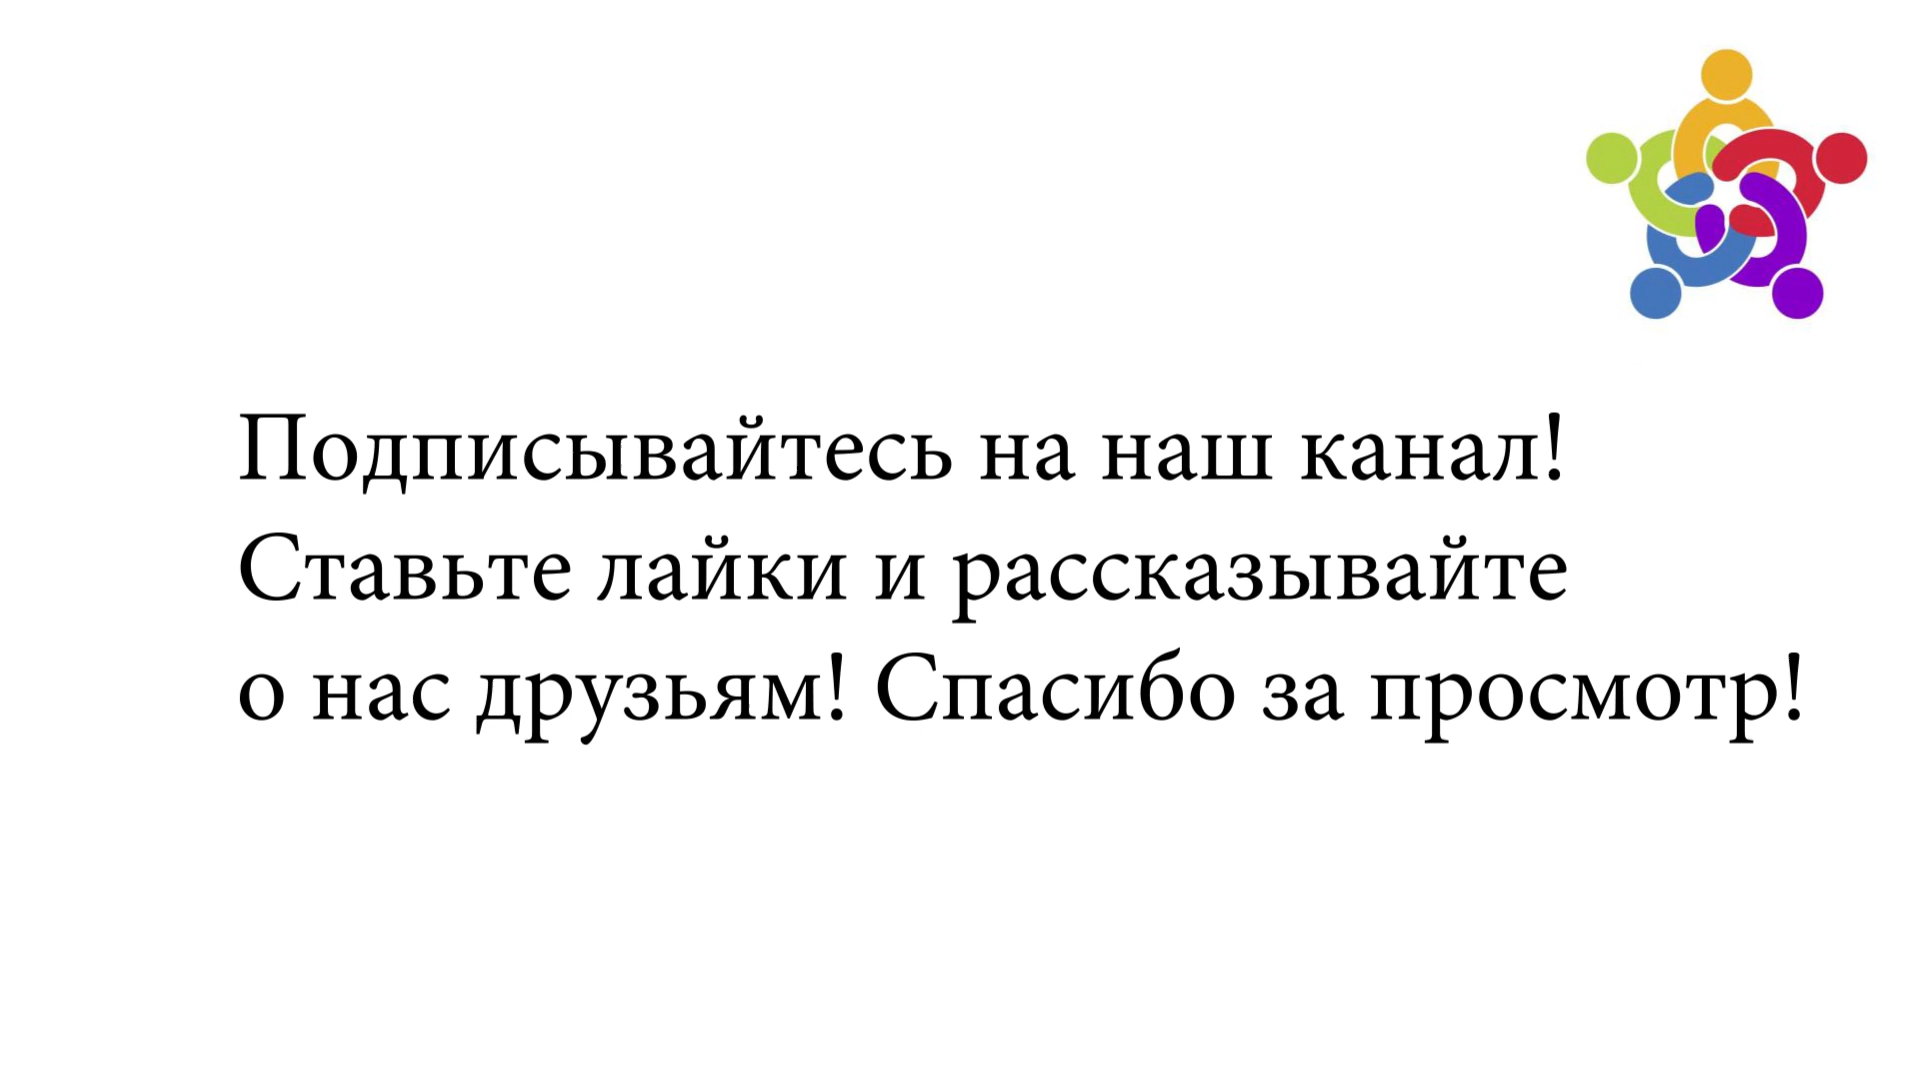 Подписывайтесь на наш канал!
Ставьте лайки и рассказывайте
о нас друзьям! Спасибо за просмотр!